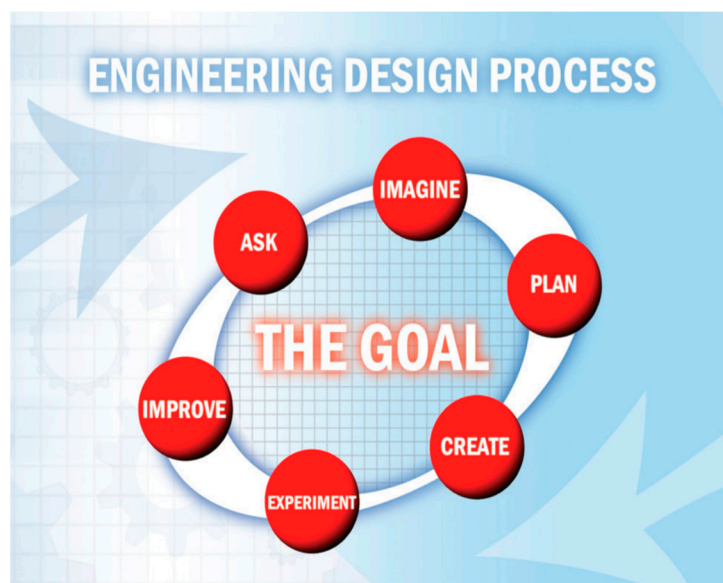 ENGINEERING DESIGN PROCESS
IMAGINE
ASK
PLAN
THE GOAL
IMPROVE
CREATE
EXPERIMENT